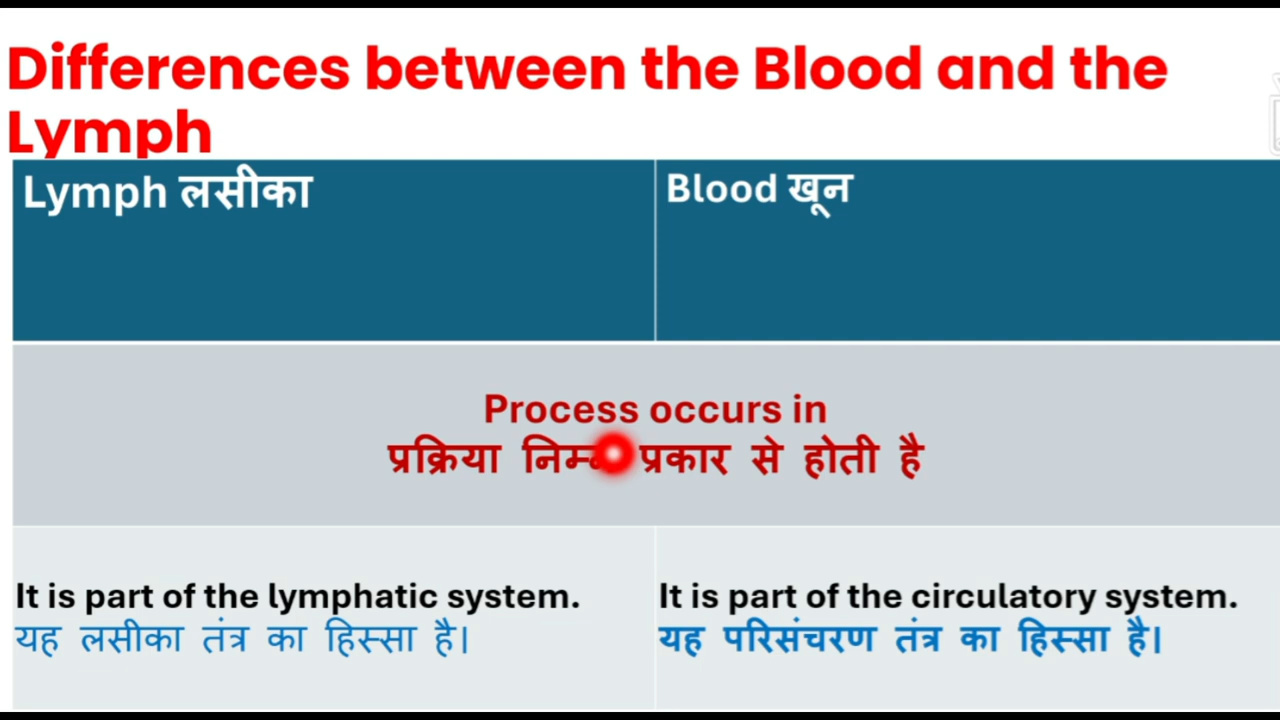 Differences between the Blood and the
Lymph
Lymph लसीका
Blood खून
Process occurs in
प्रक्रिया प्रकार से होती है
It is part of the lymphatic system.
यह लसीका तंत्र का हिस्सा है।
It is part of the circulatory system.
यह परिसंचरण तंत्र का हिस्सा है।